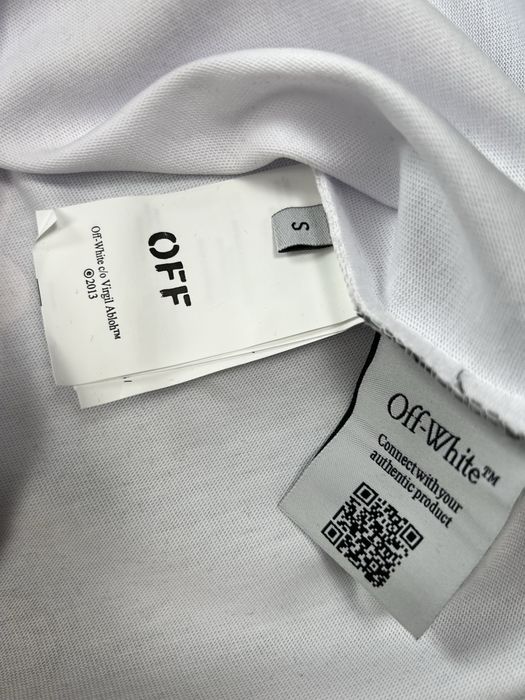 OFF
Off-White c/o Virgil Abloh™
©2013
S
Off-White™
Connect with your
authentic product